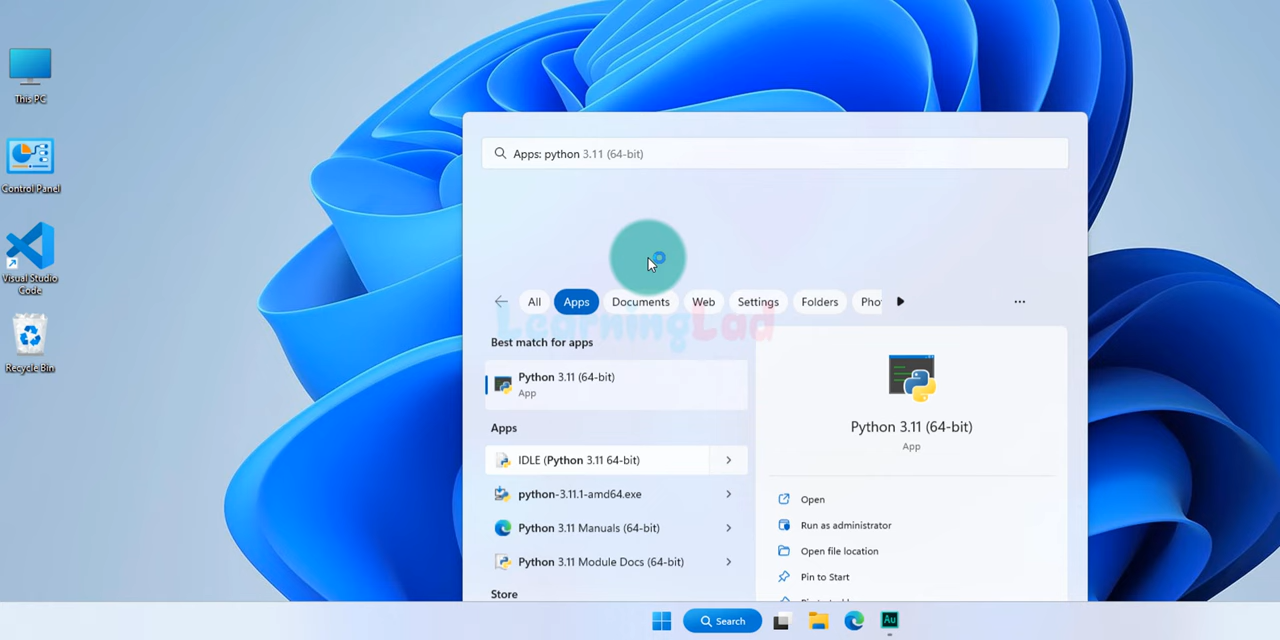 This PC
Control Panel
Visual Studio
Code
Recycle Bin
Apps: python 3.11 (64-bit)
All
Apps
Documents
Web
Settings
Folders
Pho
LearningLad
Best match for apps
Python 3.11 (64-bit)
App
Apps
IDLE (Python 3.11 64-bit)
python-3.11.1-amd64.exe
Python 3.11 Manuals (64-bit)
Python 3.11 Module Docs (64-bit)
Store
Python 3.11 (64-bit)
App
Open
Run as administrator
Open file location
Pin to Start
Search
Au